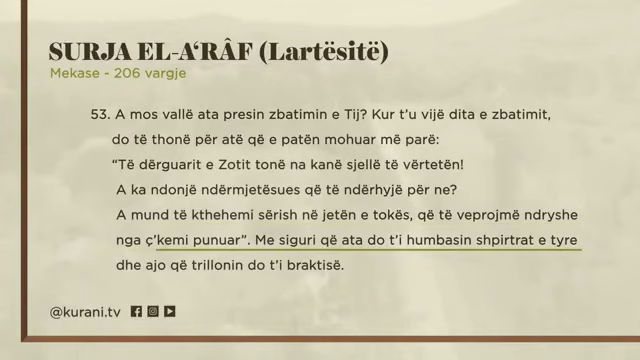 SURJA EL-A‘RÂF (Lartësitë)
Mekase - 206 vargje
53. A mos vallë ata presin zbatimin e Tij? Kur t’u vijë dita e zbatimit,
do të thonë për atë që e patën mohuar më parë:
“Të dërguarit e Zotit tonë na kanë sjellë të vërtetën!
A ka ndonjë ndërmjetësues që të ndërhyjë për ne?
A mund të kthehemi sërish në jetën e tokës, që të veprojmë ndryshe
nga ç’kemi punuar”. Me siguri që ata do t’i humbasin shpirtrat e tyre
dhe ajo që trillonin do t’i braktisë.
@kurani.tv